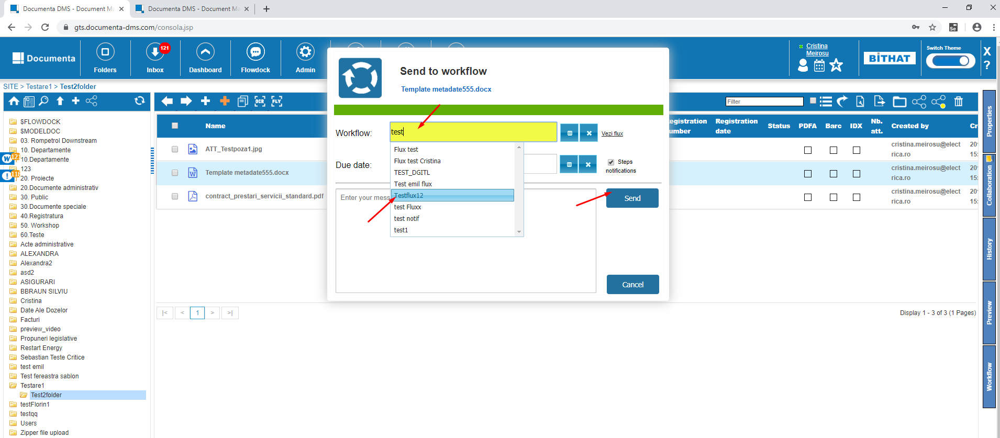 Documenta DMS - Document Ma
Documenta DMS - Document M
gts.documenta-dms.com/consola.jsp
Se
Documenta
Folders
121
Inbox
Dashboard
Flowdock
Admin
Cristina
Meirosu
BITHAT
Switch Theme
X
?
SITE > Testare1 > Test2folder
OCR
FLY
Filter
$FLOWDOCK
$MODELDOC
03. Rompetrol Downstream
10. Departamente
10.Departamente
123
20. Proiecte
20.Documente administrativ
30. Public
30.Documente speciale
40.Registratura
50. Workshop
60.Teste
Acte administrative
ALEXANDRA
Alexandra2
asd2
ASIGURARI
BBRAUN SILVIU
Cristina
Date Ale Dozelor
Facturi
preview_video
Propuneri legislative
Restart Energy
Sebastian Teste Critice
test emil
Test fereastra sablon
Testare1
Test2folder
testFlorin1
testqq
Users
Zipper file upload
W
121
!
118
Name
egistration
umber
Registration
date
Status
PDFA
Barc
IDX
Nb.
att.
Created by
Cr
ATT_Testpoza1.jpg
cristina.meirosu@elect
rica.ro
20
15:
Template metadate555.docx
cristina.meirosu@elect
rica.ro
20
15:
contract_prestari_servicii_standard.pdf
cristina.meirosu@elect
rica.ro
20
15:
|<
<
1
>
>|
Display 1 - 3 of 3 (1 Pages)
Send to workflow
Template metadate555.docx
Workflow:
test
Vezi flux
Due date:
Steps
notifications
Flux test
Flux test Cristina
TEST_DGITL
Test emil flux
Testflux12
test Fluxx
test notif
test1
Enter your mess
Send
Cancel
Properties
Collaboration
History
Preview
Workflow